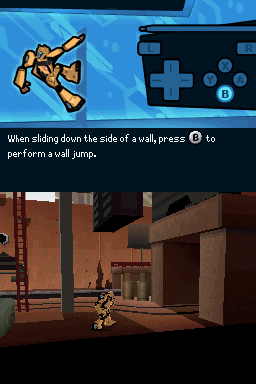 L
R
X
Y
A
B
When sliding down the side of a wall, press B to
perform a wall jump.